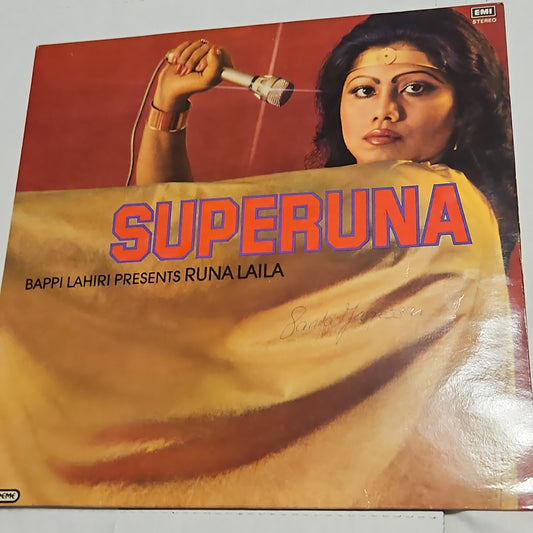 EMI
STEREO
SUPERUNA
BAPPI LAHIRI PRESENTS RUNA LAILA